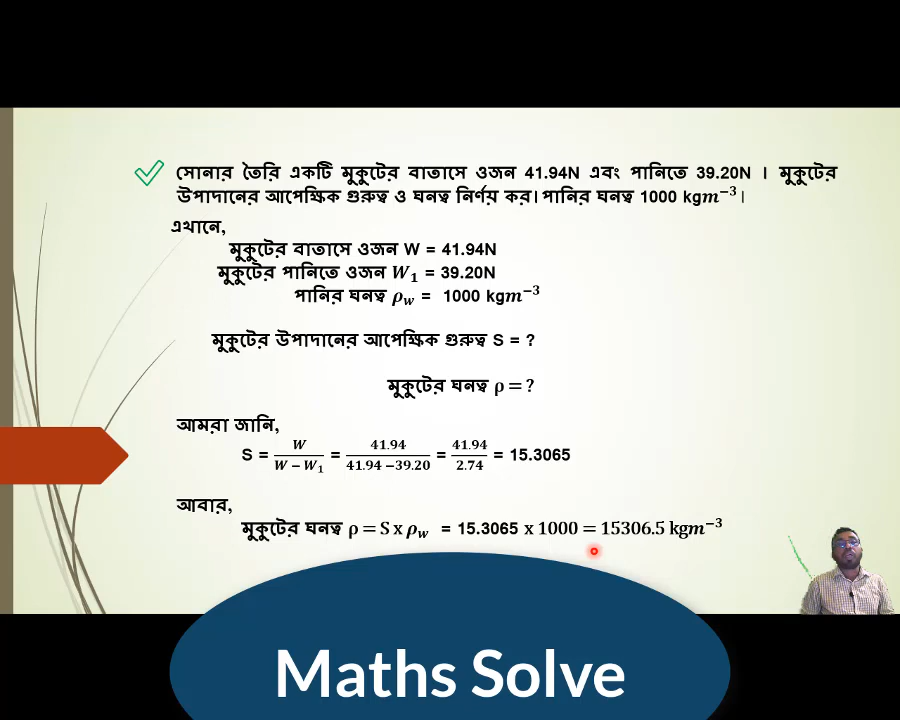 সোনার তৈরি একটি মুকুটের বাতাসে ওজন 41.94N এবং পানিতে 39.20N । মুকুটের
উপাদানের আপেক্ষিক গুরুত্ব ও ঘনত্ব নির্ণয় কর। পানির ঘনত্ব 1000 kgm⁻³।
এখানে,
মুকুটের বাতাসে ওজন W = 41.94N
মুকুটের পানিতে ওজন W₁ = 39.20N
পানির ঘনত্ব ρw = 1000 kgm⁻³
মুকুটের উপাদানের আপেক্ষিক গুরুত্ব S = ?
মুকুটের ঘনত্ব ρ = ?
আমরা জানি,
S = W/(W − W₁) = 41.94/(41.94 −39.20) = 41.94/2.74 = 15.3065
আবার,
মুকুটের ঘনত্ব ρ = S x ρw = 15.3065 x 1000 = 15306.5 kgm⁻³
Maths Solve